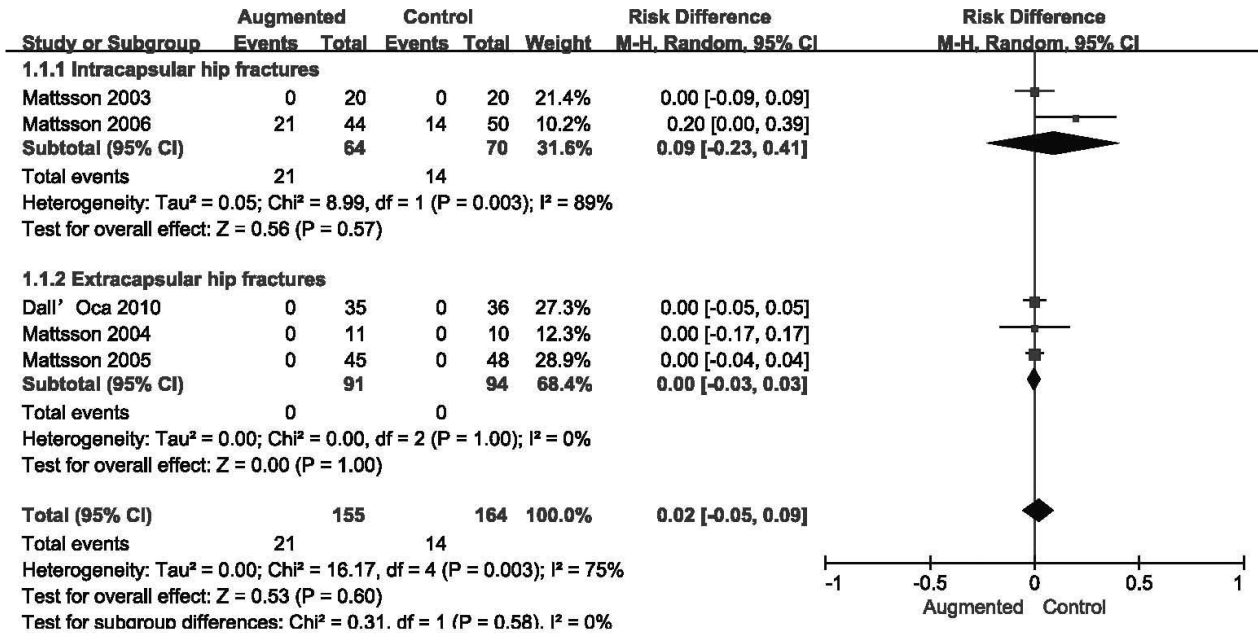 Augmented Control Risk Difference Risk Difference
Study or Subgroup Events Total Events Total Weight M-H, Random, 95% CI M-H, Random, 95% CI
1.1.1 Intracapsular hip fractures
Mattsson 2003 0 20 0 20 21.4% 0.00 [-0.09, 0.09]
Mattsson 2006 21 44 14 50 10.2% 0.20 [0.00, 0.39]
Subtotal (95% CI) 64 70 31.6% 0.09 [-0.23, 0.41]
Total events 21 14
Heterogeneity: Tau² = 0.05; Chi² = 8.99, df = 1 (P = 0.003); I² = 89%
Test for overall effect: Z = 0.56 (P = 0.57)
1.1.2 Extracapsular hip fractures
Dall’ Oca 2010 0 35 0 36 27.3% 0.00 [-0.05, 0.05]
Mattsson 2004 0 11 0 10 12.3% 0.00 [-0.17, 0.17]
Mattsson 2005 0 45 0 48 28.9% 0.00 [-0.04, 0.04]
Subtotal (95% CI) 91 94 68.4% 0.00 [-0.03, 0.03]
Total events 0 0
Heterogeneity: Tau² = 0.00; Chi² = 0.00, df = 2 (P = 1.00); I² = 0%
Test for overall effect: Z = 0.00 (P = 1.00)
Total (95% CI) 155 164 100.0% 0.02 [-0.05, 0.09]
Total events 21 14
Heterogeneity: Tau² = 0.00; Chi² = 16.17, df = 4 (P = 0.003); I² = 75%
Test for overall effect: Z = 0.53 (P = 0.60)
Test for subgroup differences: Chi² = 0.31. df = 1 (P = 0.58). I² = 0%
-1 -0.5 0 0.5 1
Augmented Control